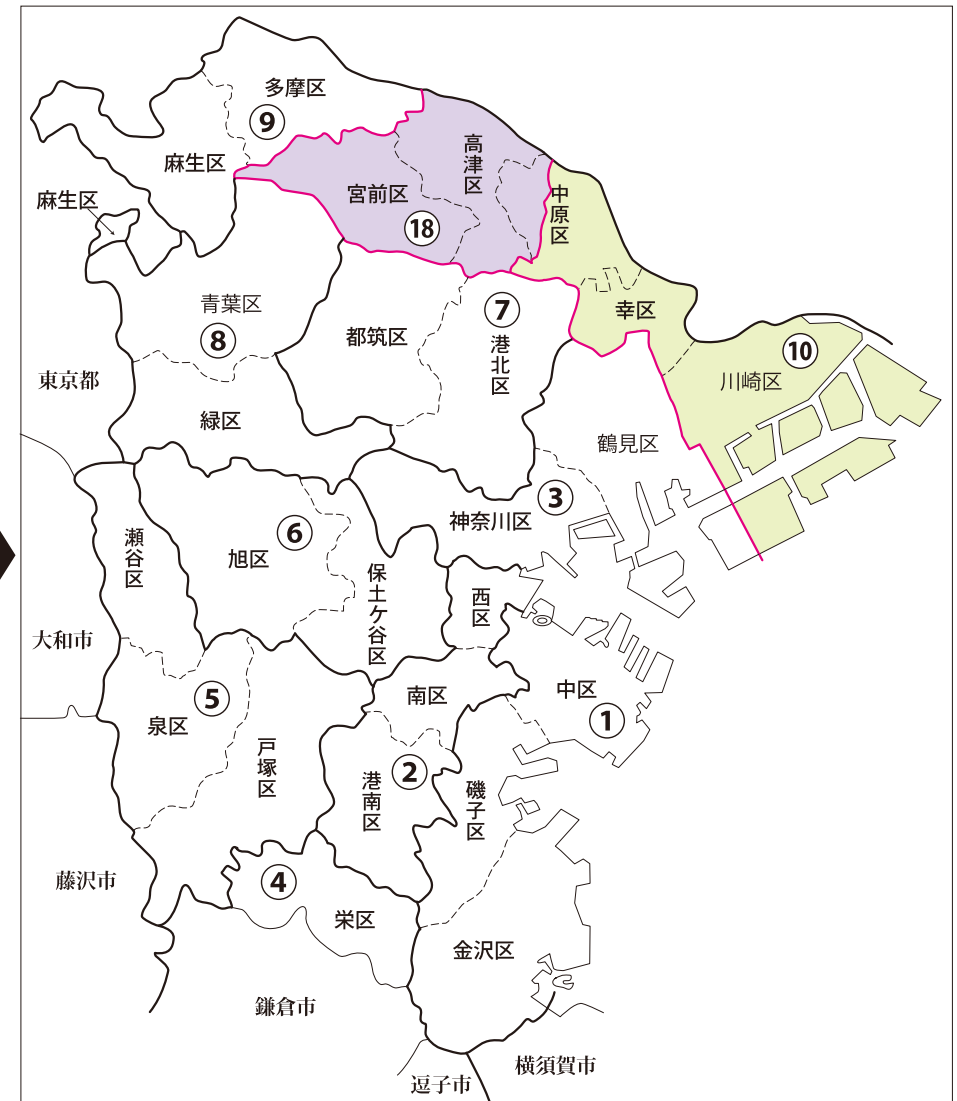 多摩区
⑨
高津区
麻生区
宮前区
麻生区
中原区
⑱
青葉区
⑦
幸区
⑧
都筑区
港北区
⑩
東京都
川崎区
緑区
鶴見区
③
神奈川区
⑥
瀬谷区
旭区
保土ケ谷区
西区
大和市
南区
中区
⑤
①
泉区
戸塚区
②
港南区
磯子区
藤沢市
④
栄区
金沢区
鎌倉市
横須賀市
逗子市